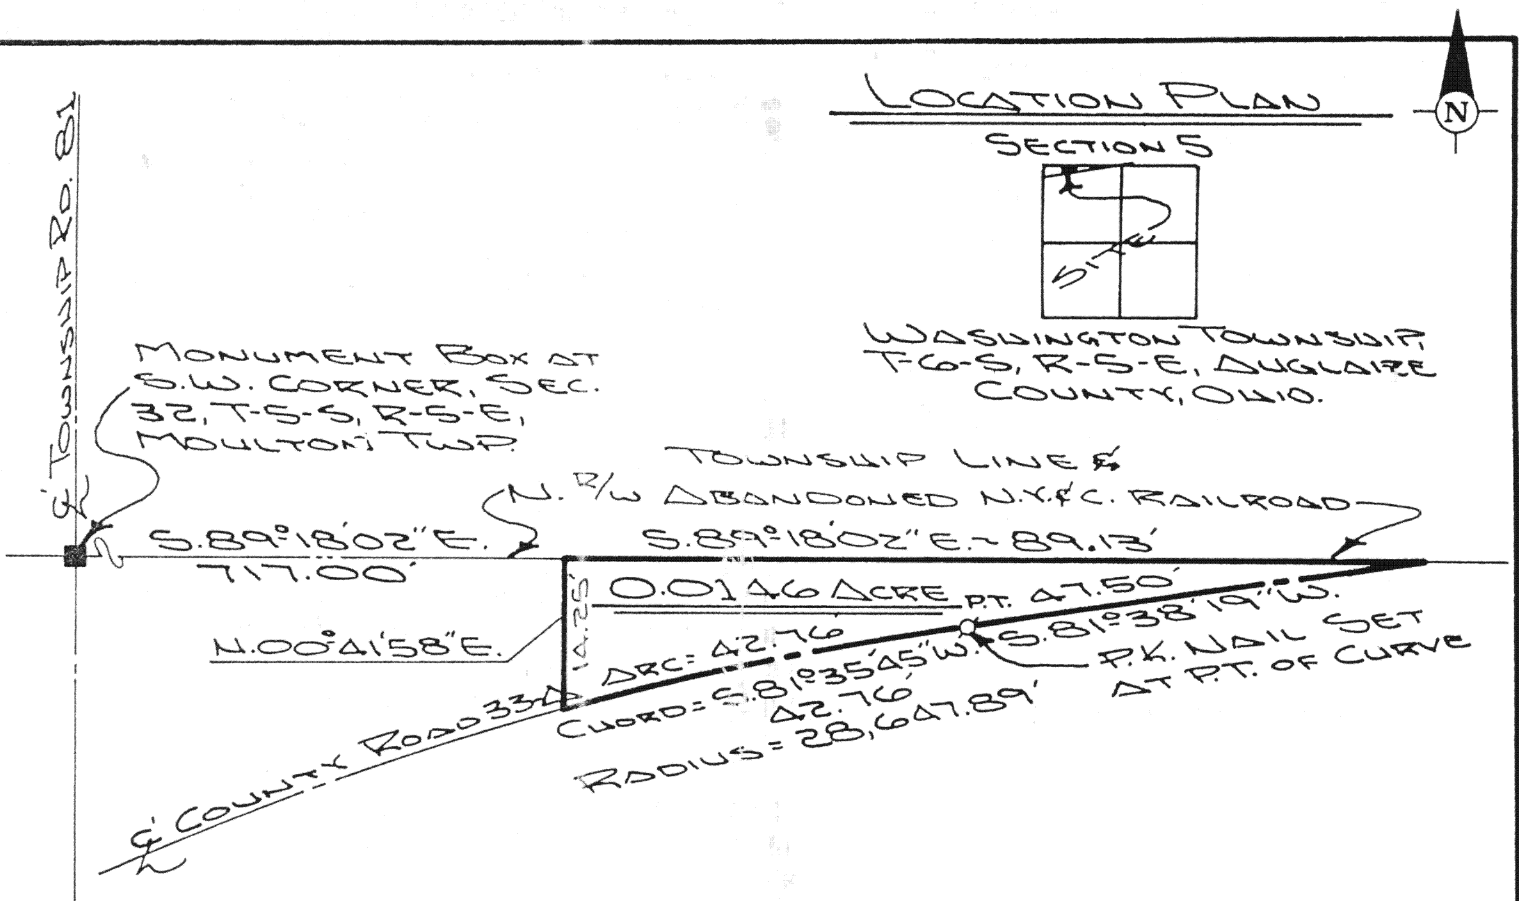 LOCATION PLAN
N
SECTION 5
WASHINGTON TOWNSHIP,
T-6-S, R-5-E, AUGLAIZE
COUNTY, OHIO.
℄ TOWNSHIP RD. 81
MONUMENT BOX AT
S.W. CORNER, SEC.
32, T-5-S, R-5-E,
MOULTON TWP.
TOWNSHIP LINE &
N. R/W ABANDONED N.Y.&C. RAILROAD
S.89°18'02"E.
717.00'
S.89°18'02"E.~89.13'
0.0146 ACRE
14.25'
N.00°41'58"E.
P.T. 47.50'
S.81°38'19"W.
ARC= 42.76'
CHORD= S.81°35'45"W.
42.76'
RADIUS= 28,647.89'
P.K. NAIL SET
AT P.T. OF CURVE
℄ COUNTY ROAD 33-A